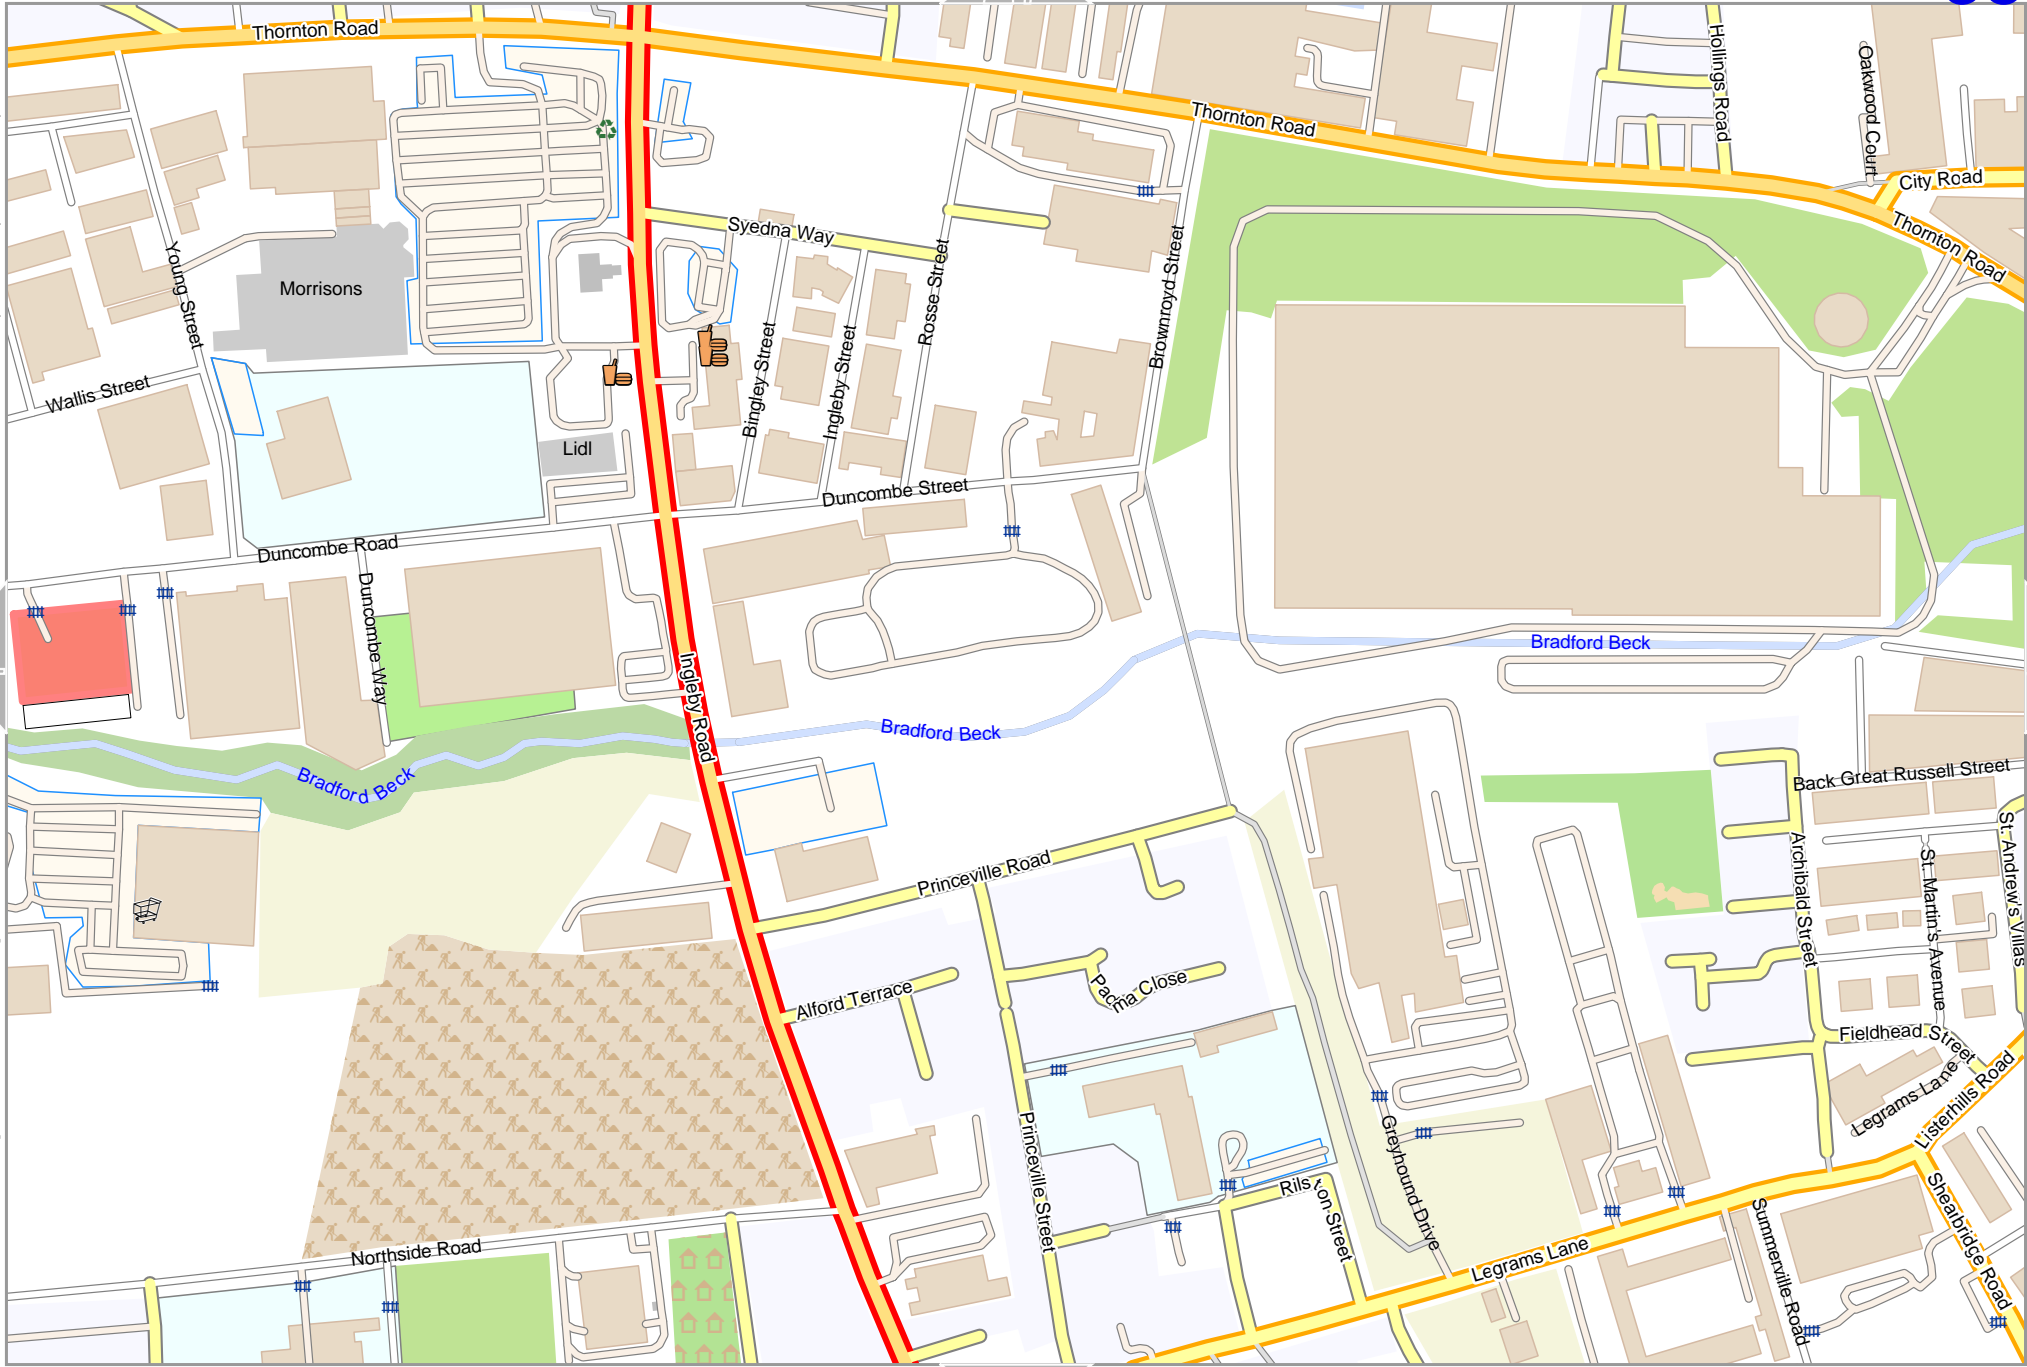 Thornton Road
Hollings Road
Oakwood Court
Thornton Road
City Road
Thornton Road
Syedna Way
Young Street
Morrisons
Rosse Street
Brownroyd Street
Bingley Street
Ingleby Street
Wallis Street
Lidl
Duncombe Street
Duncombe Road
Duncombe Way
Ingleby Road
Bradford Beck
Bradford Beck
Bradford Beck
Back Great Russell Street
St. Andrew's Villas
Archibald Street
St. Martin's Avenue
Princeville Road
Alford Terrace
Pad
ma Close
Fieldhead Street
Legrams Lane
Listerhills Road
Princeville Street
Greyhound Drive
Rils
ton Street
Northside Road
Legrams Lane
Summerville Road
Shearbridge Road